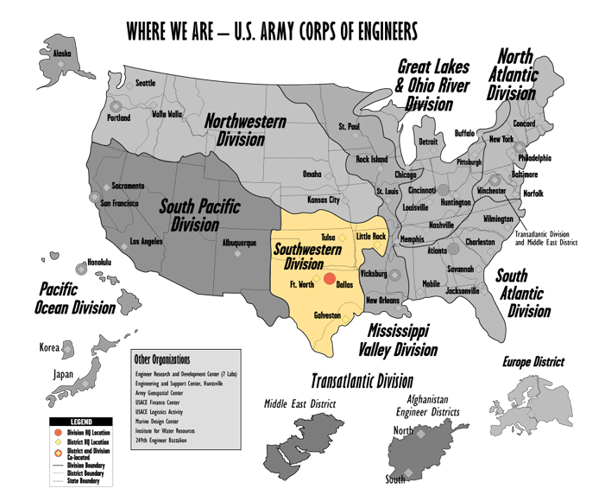 WHERE WE ARE – U.S. ARMY CORPS OF ENGINEERS
Alaska
Great Lakes
& Ohio River
Division
North
Atlantic
Division
Seattle
Walla Walla
Portland
Northwestern
Division
St. Paul
Detroit
Buffalo
Concord
New York
Philadelphia
Rock Island
Chicago
Pittsburgh
Baltimore
Omaha
St. Louis
Cincinnati
Winchester
Norfolk
Sacramento
San Francisco
South Pacific
Division
Kansas City
Louisville
Huntington
Nashville
Wilmington
Los Angeles
Albuquerque
Southwestern
Division
Tulsa
Little Rock
Memphis
Atlanta
Charleston
Transatlantic Division
and Middle East District
Honolulu
Ft. Worth
Dallas
Vicksburg
Savannah
Mobile
Jacksonville
Galveston
New Orleans
Pacific
Ocean Division
South
Atlantic
Division
Mississippi
Valley Division
Korea
Japan
Other Organizations
Engineer Research and Development Center (7 Labs)
Engineering and Support Center, Huntsville
Army Geospatial Center
USACE Finance Center
USACE Logistics Activity
Marine Design Center
Institute for Water Resources
249th Engineer Battalion
Transatlantic Division
Europe District
Middle East District
Afghanistan
Engineer Districts
North
South
LEGEND
Division HQ Location
District HQ Location
District and Division
Co-located
Division Boundary
District Boundary
State Boundary